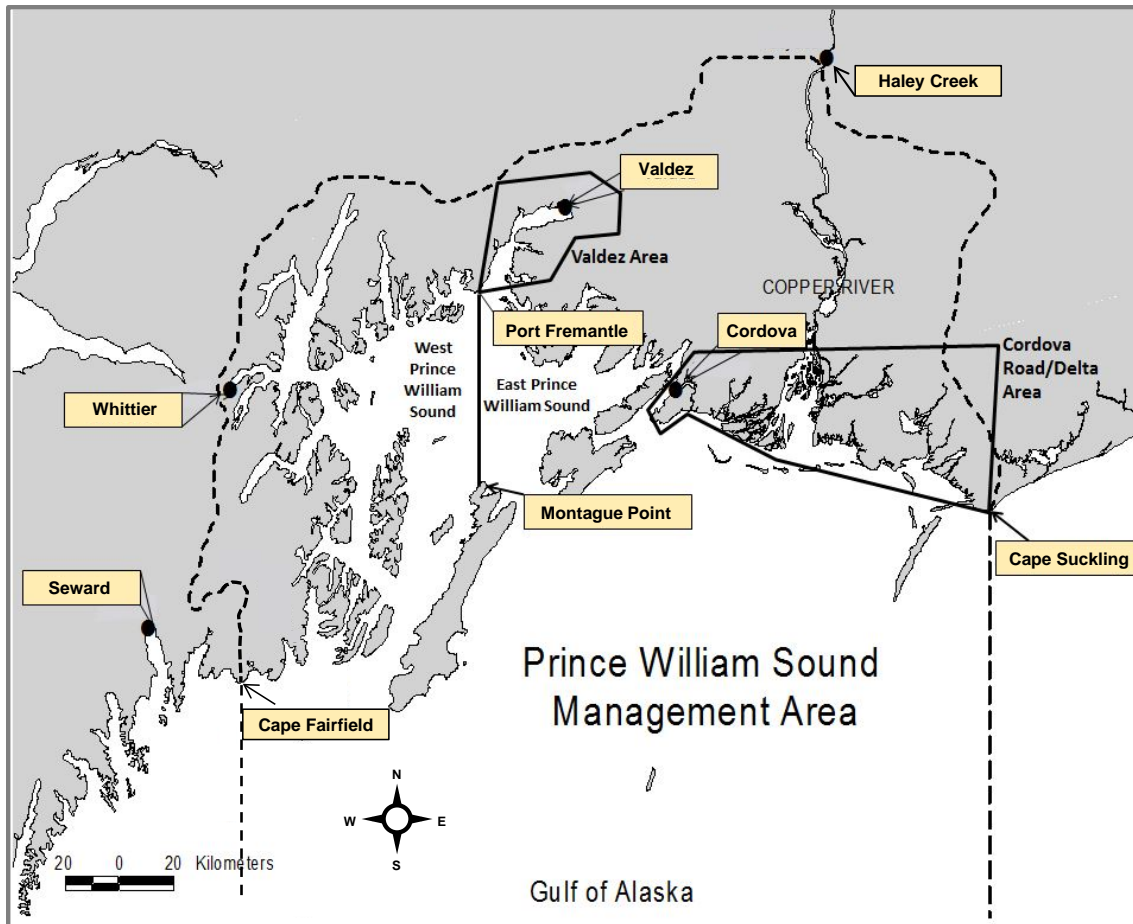 Haley Creek
Valdez
Valdez Area
COPPER RIVER
Port Fremantle
Cordova
West
Prince
William
Sound
East Prince
William Sound
Cordova
Road/Delta
Area
Whittier
Montague Point
Cape Suckling
Seward
Prince William Sound
Management Area
Cape Fairfield
N
W
E
S
20 0 20 Kilometers
Gulf of Alaska